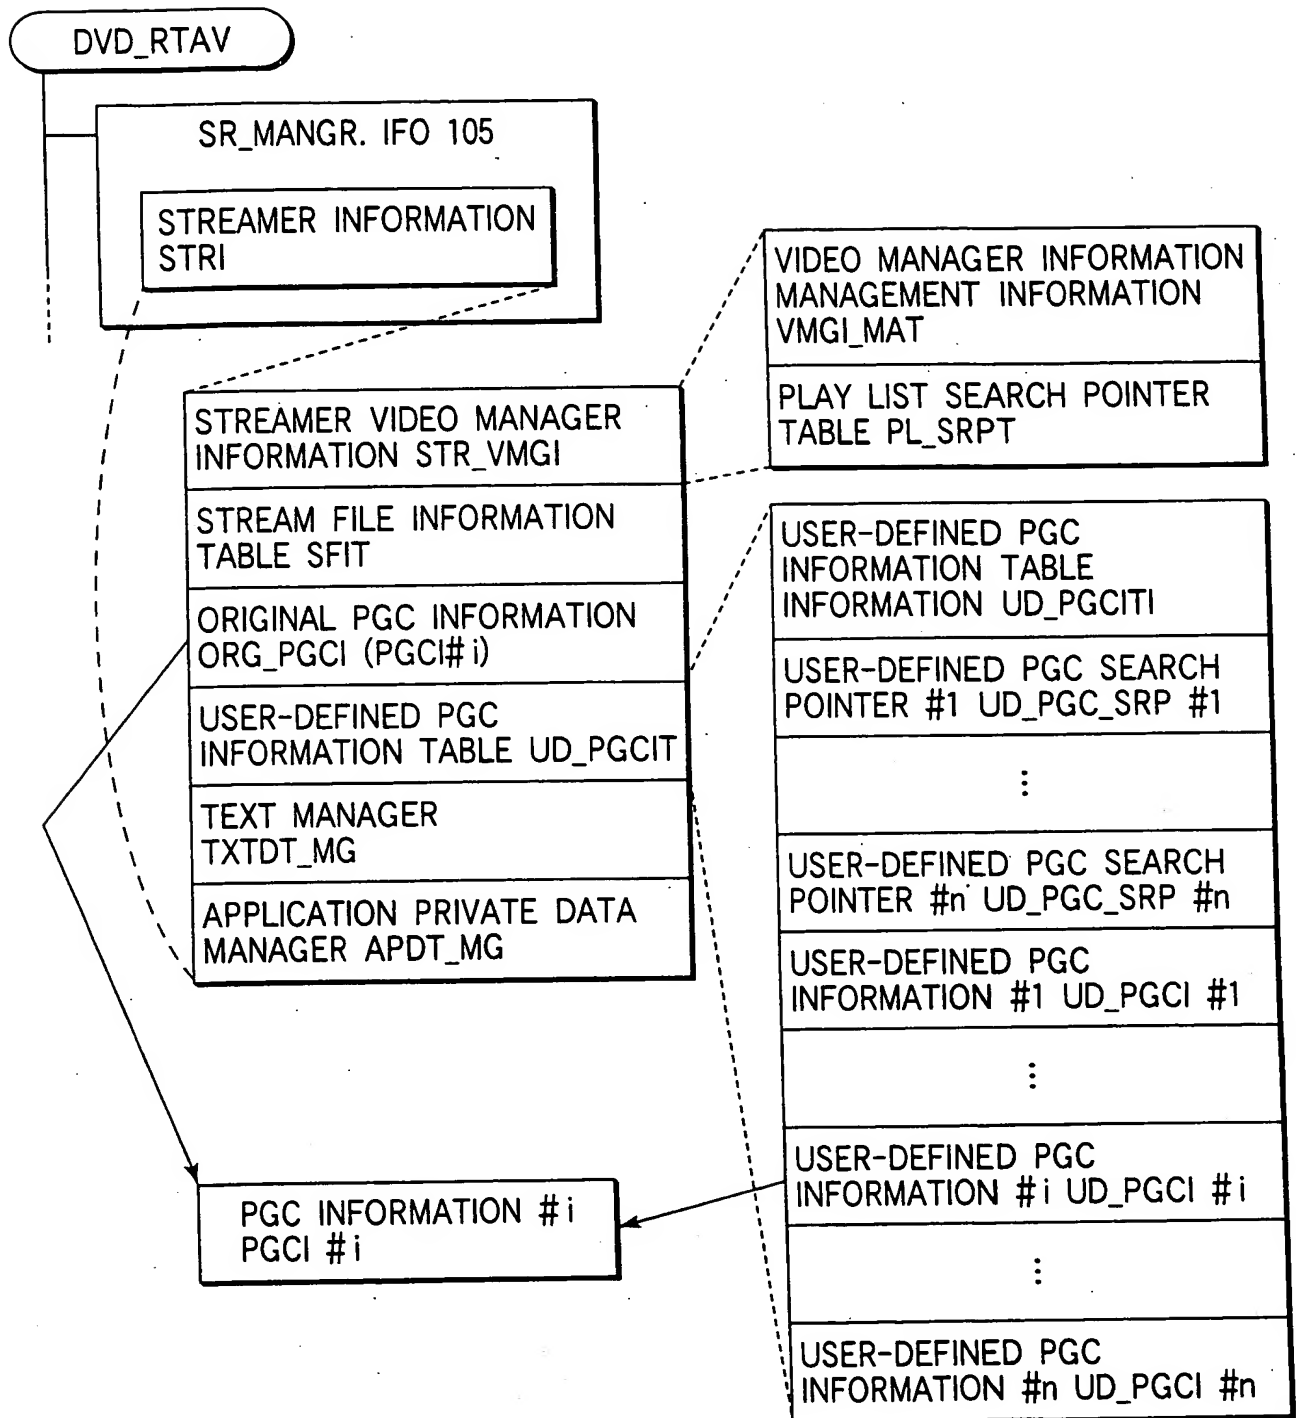 DVD_RTAV
SR_MANGR. IFO 105
STREAMER INFORMATION
STRI
STREAMER VIDEO MANAGER
INFORMATION STR_VMGI
STREAM FILE INFORMATION
TABLE SFIT
ORIGINAL PGC INFORMATION
ORG_PGCI (PGCI# i)
USER-DEFINED PGC
INFORMATION TABLE UD_PGCIT
TEXT MANAGER
TXTDT_MG
APPLICATION PRIVATE DATA
MANAGER APDT_MG
VIDEO MANAGER INFORMATION
MANAGEMENT INFORMATION
VMGI_MAT
PLAY LIST SEARCH POINTER
TABLE PL_SRPT
USER-DEFINED PGC
INFORMATION TABLE
INFORMATION UD_PGCITI
USER-DEFINED PGC SEARCH
POINTER #1 UD_PGC_SRP #1
⋮
USER-DEFINED PGC SEARCH
POINTER #n UD_PGC_SRP #n
USER-DEFINED PGC
INFORMATION #1 UD_PGCI #1
⋮
USER-DEFINED PGC
INFORMATION #i UD_PGCI #i
⋮
USER-DEFINED PGC
INFORMATION #n UD_PGCI #n
PGC INFORMATION #i
PGCI #i